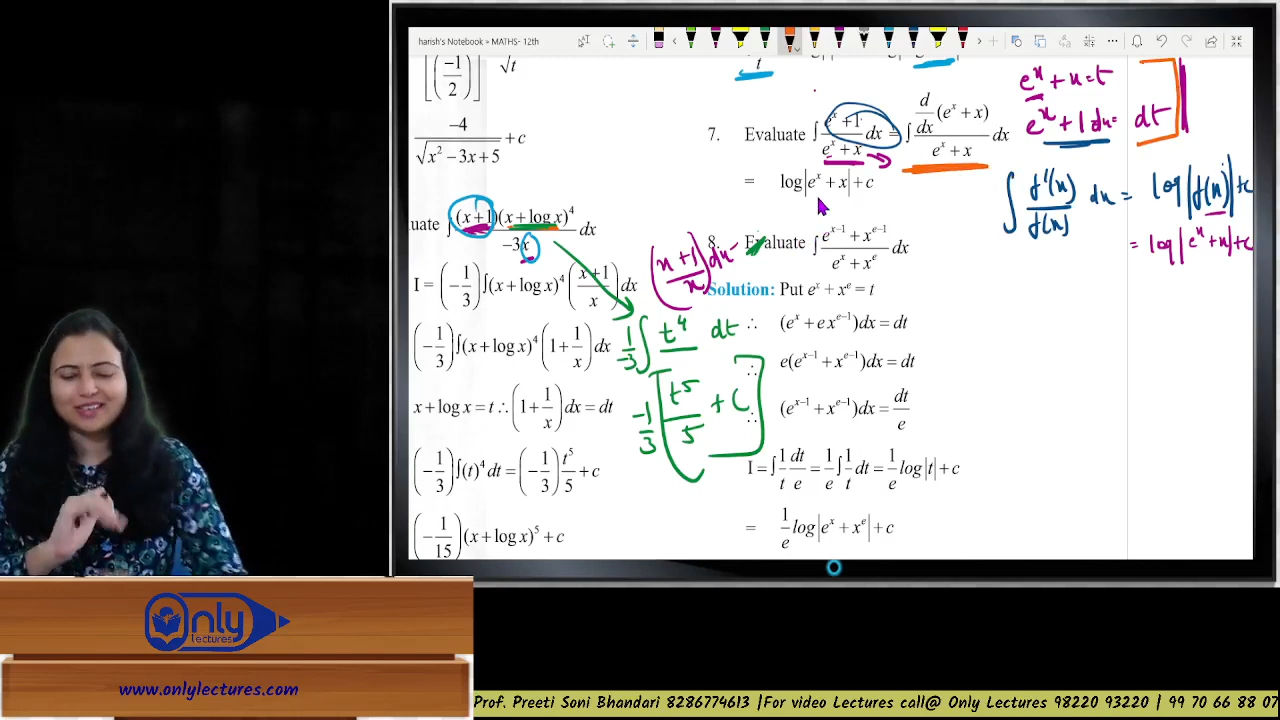 harish's Notebook » MATHS- 12th
[(-1/2)] √t
-4/√(x² − 3x + 5) + c
uate ∫ (x+1)(x + log x)⁴/−3x dx
I = (−1/3) ∫(x + log x)⁴ (x+1/x) dx
(−1/3) ∫(x + log x)⁴ (1 + 1/x) dx
x + log x = t ∴ (1 + 1/x) dx = dt
(−1/3) ∫(t)⁴ dt = (−1/3) t⁵/5 + c
(−1/15) (x + log x)⁵ + c
(x+1/x) dx
1/−3 ∫ t⁴ dt
−1/3 [t⁵/5 + C]
t
7. Evaluate ∫ eˣ + 1/eˣ + x dx = ∫ d/dx (eˣ + x)/eˣ + x dx
= log|eˣ + x| + c
8. Evaluate ∫ eˣ⁻¹ + xᵉ⁻¹/eˣ + xᵉ dx
Solution: Put eˣ + xᵉ = t
∴ (eˣ + e xᵉ⁻¹)dx = dt
∴ e(eˣ⁻¹ + xᵉ⁻¹)dx = dt
∴ (eˣ⁻¹ + xᵉ⁻¹)dx = dt/e
I = ∫ 1/t dt/e = 1/e ∫ 1/t dt = 1/e log|t| + c
= 1/e log|eˣ + xᵉ| + c
eˣ + x = t
eˣ + 1 dx = dt
∫ f'(x)/f(x) dx = log|f(x)| + c
= log|eˣ + x| + c
Only
lectures
www.onlylectures.com
Prof. Preeti Soni Bhandari 8286774613 |For video Lectures call@ Only Lectures 98220 93220 | 99 70 66 88 07